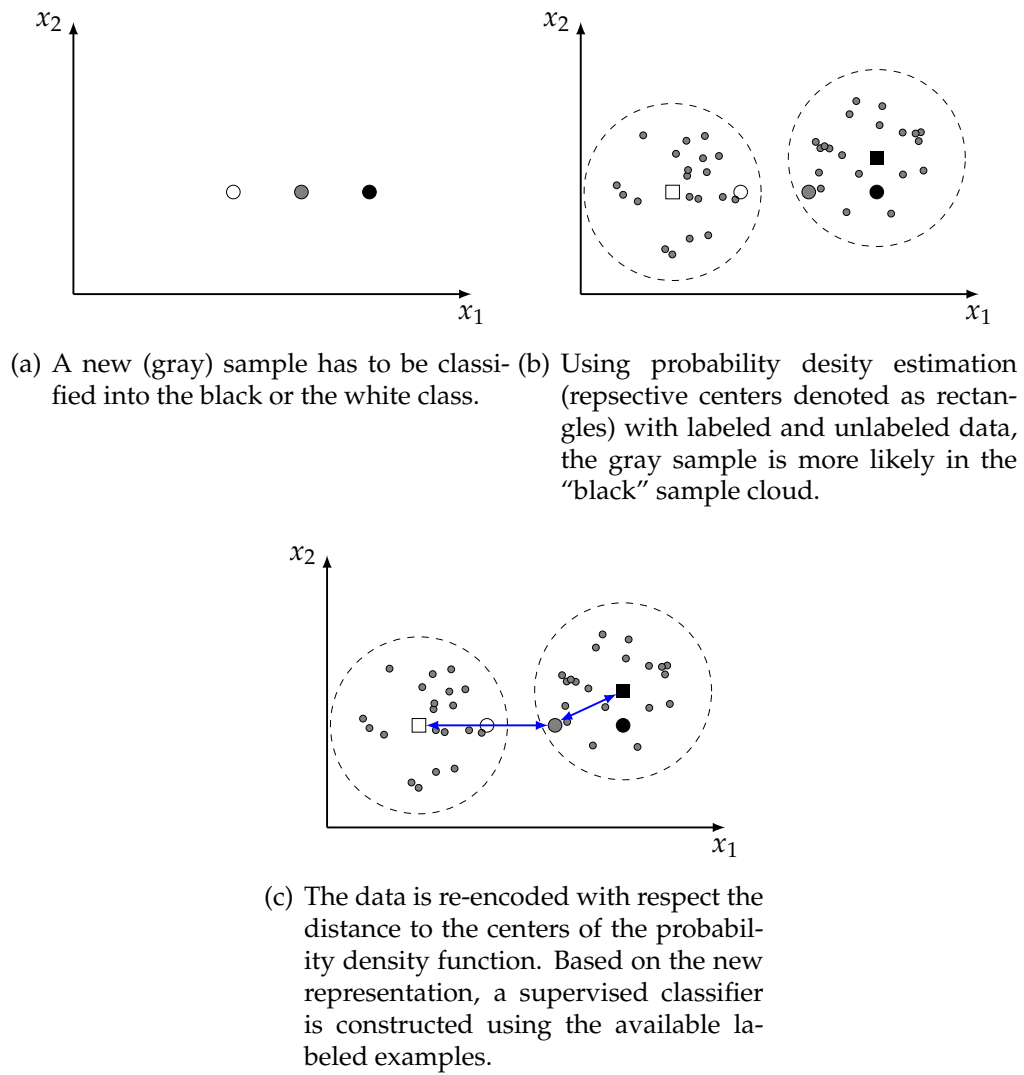 x2
x1
x2
x1
(a) A new (gray) sample has to be classi-
fied into the black or the white class.
(b) Using probability desity estimation
(repsective centers denoted as rectan-
gles) with labeled and unlabeled data,
the gray sample is more likely in the
“black” sample cloud.
x2
x1
(c) The data is re-encoded with respect the
distance to the centers of the probabil-
ity density function. Based on the new
representation, a supervised classifier
is constructed using the available la-
beled examples.